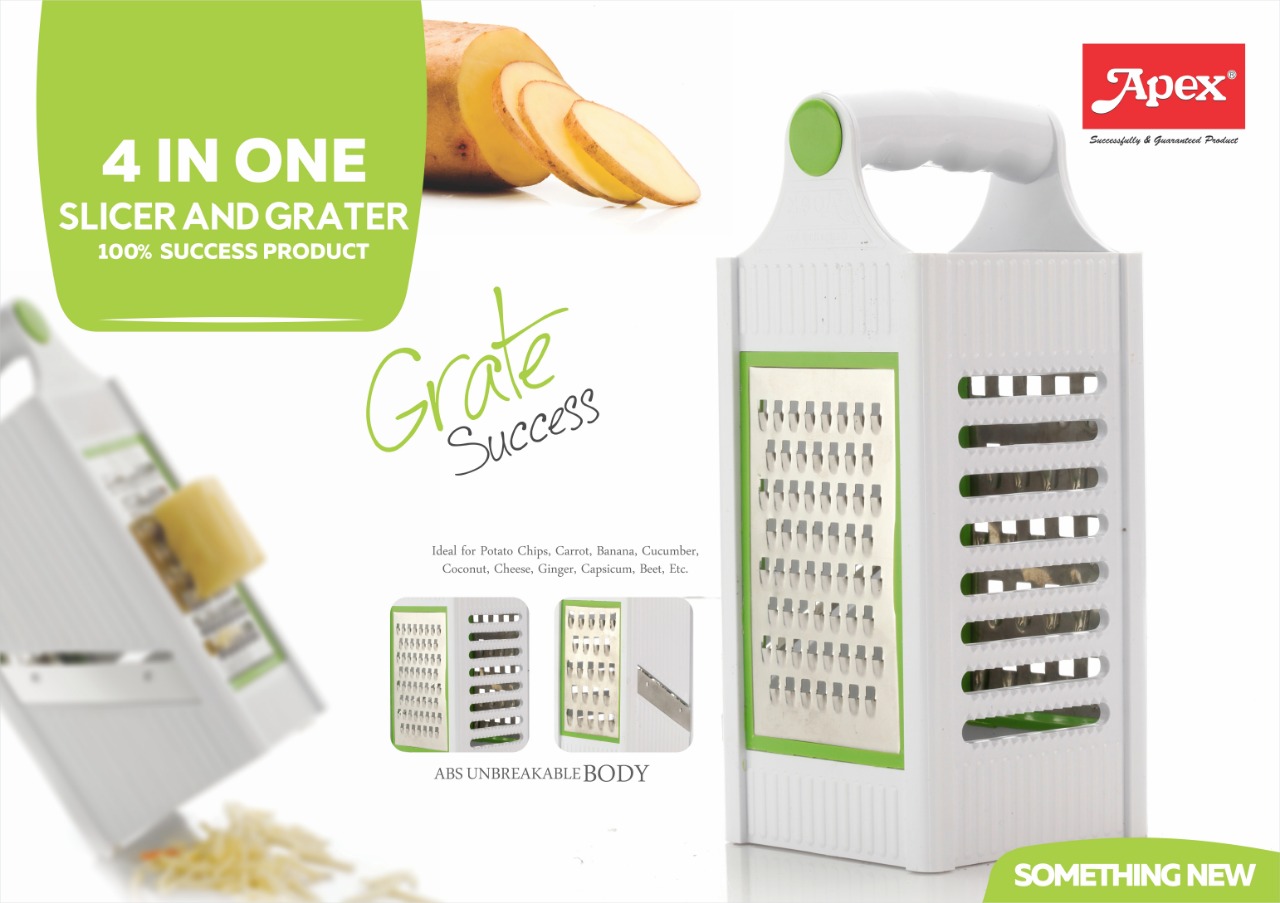 4 IN ONE
SLICER AND GRATER
100% SUCCESS PRODUCT
Apex®
Successfully & Guaranteed Product
Grate
Success
Ideal for Potato Chips, Carrot, Banana, Cucumber,
Coconut, Cheese, Ginger, Capsicum, Beet, Etc.
ABS UNBREAKABLE BODY
SOMETHING NEW